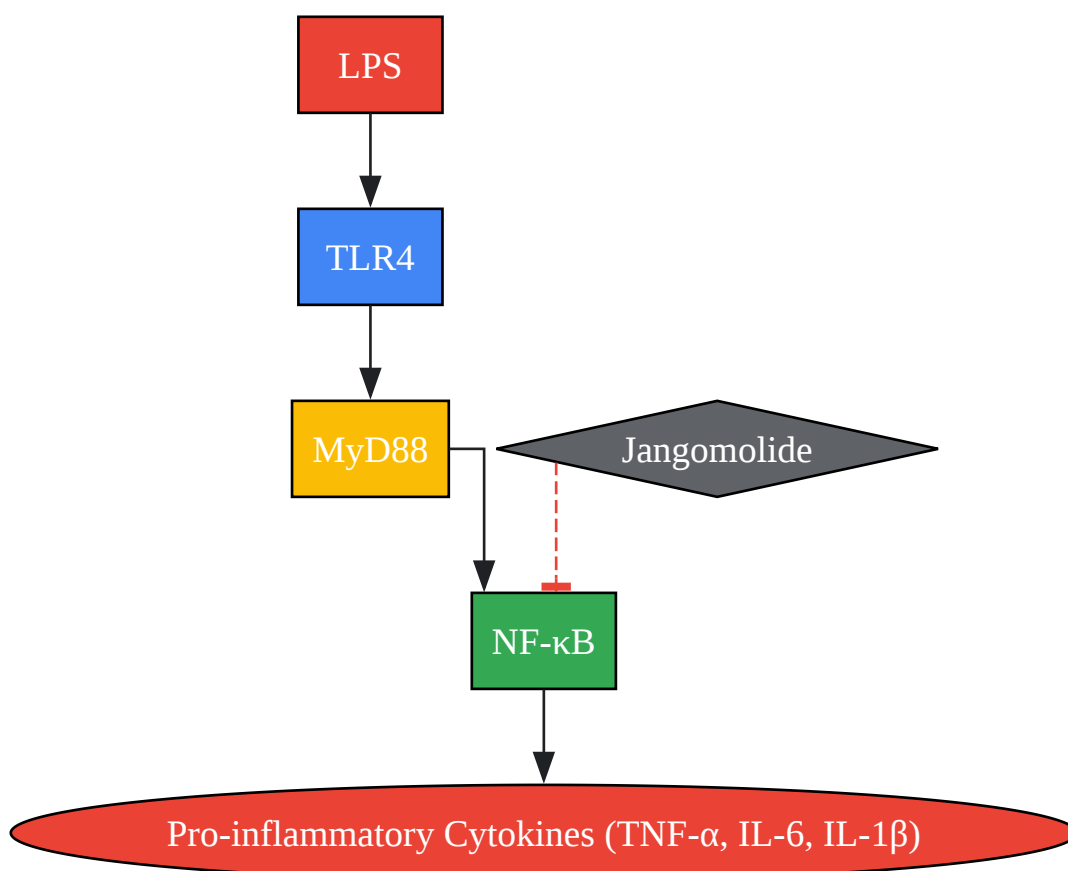 LPS
TLR4
MyD88
Jangomolide
NF-κB
Pro-inflammatory Cytokines (TNF-α, IL-6, IL-1β)